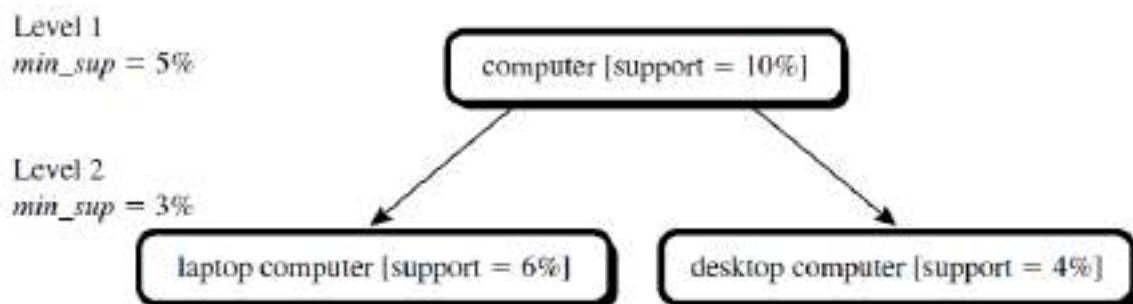 Level 1
min_sup = 5%
computer [support = 10%]
Level 2
min_sup = 3%
laptop computer [support = 6%]
desktop computer [support = 4%]